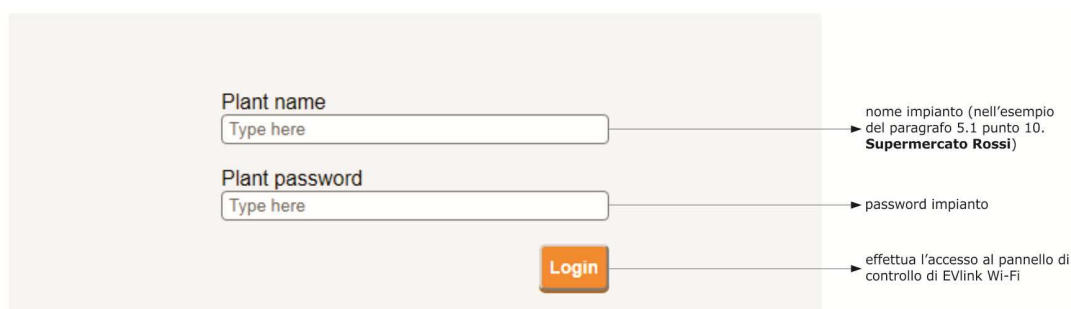 Plant name
Type here
nome impianto (nell'esempio
del paragrafo 5.1 punto 10.
Supermercato Rossi)
Plant password
Type here
password impianto
Login
effettua l'accesso al pannello di
controllo di EVlink Wi-Fi